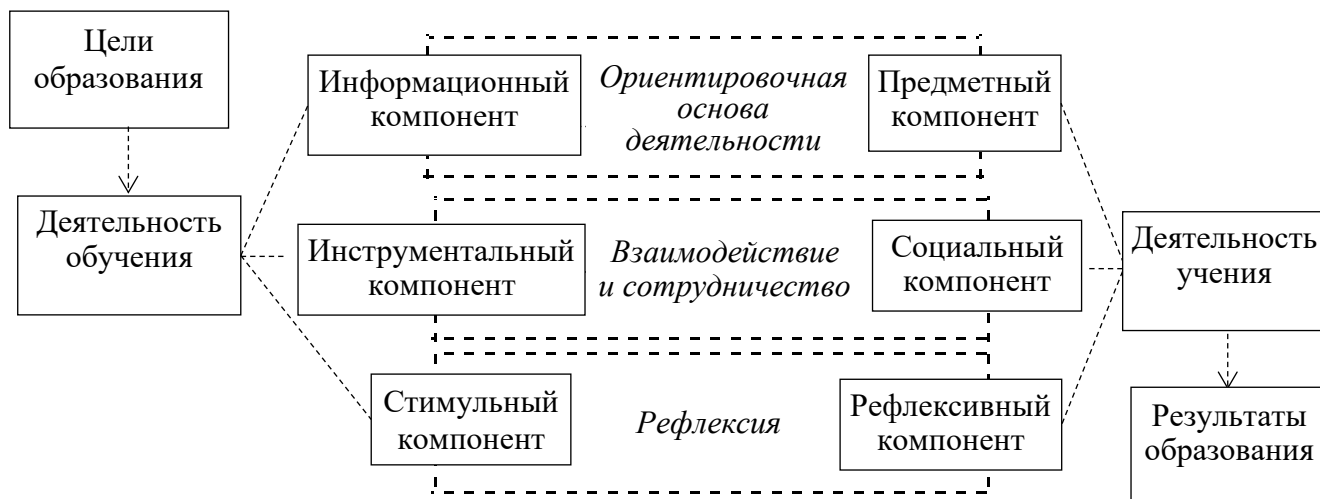 Цели
образования
Информационный
компонент
Ориентировочная
основа
деятельности
Предметный
компонент
Деятельность
обучения
Инструментальный
компонент
Взаимодействие
и сотрудничество
Социальный
компонент
Деятельность
учения
Стимульный
компонент
Рефлексия
Рефлексивный
компонент
Результаты
образования